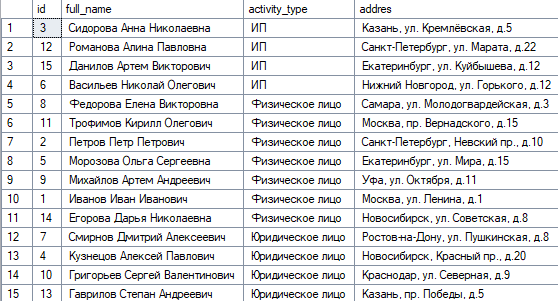 id full_name activity_type addres
1 3 Сидорова Анна Николаевна ИП Казань, ул. Кремлёвская, д.5
2 12 Романова Алина Павловна ИП Санкт-Петербург, ул. Марата, д.22
3 15 Данилов Артем Викторович ИП Екатеринбург, ул. Куйбышева, д.12
4 6 Васильев Николай Олегович ИП Нижний Новгород, ул. Горького, д.12
5 8 Федорова Елена Викторовна Физическое лицо Самара, ул. Молодогвардейская, д.3
6 11 Трофимов Кирилл Олегович Физическое лицо Москва, пр. Вернадского, д.15
7 2 Петров Петр Петрович Физическое лицо Санкт-Петербург, Невский пр., д.10
8 5 Морозова Ольга Сергеевна Физическое лицо Екатеринбург, ул. Мира, д.15
9 9 Михайлов Артем Андреевич Физическое лицо Уфа, ул. Октября, д.11
10 1 Иванов Иван Иванович Физическое лицо Москва, ул. Ленина, д.1
11 14 Егорова Дарья Николаевна Физическое лицо Новосибирск, ул. Советская, д.8
12 7 Смирнов Дмитрий Алексеевич Юридическое лицо Ростов-на-Дону, ул. Пушкинская, д.8
13 4 Кузнецов Алексей Павлович Юридическое лицо Новосибирск, Красный пр., д.20
14 10 Григорьев Сергей Валентинович Юридическое лицо Краснодар, ул. Северная, д.9
15 13 Гаврилов Степан Андреевич Юридическое лицо Казань, пр. Победы, д.5